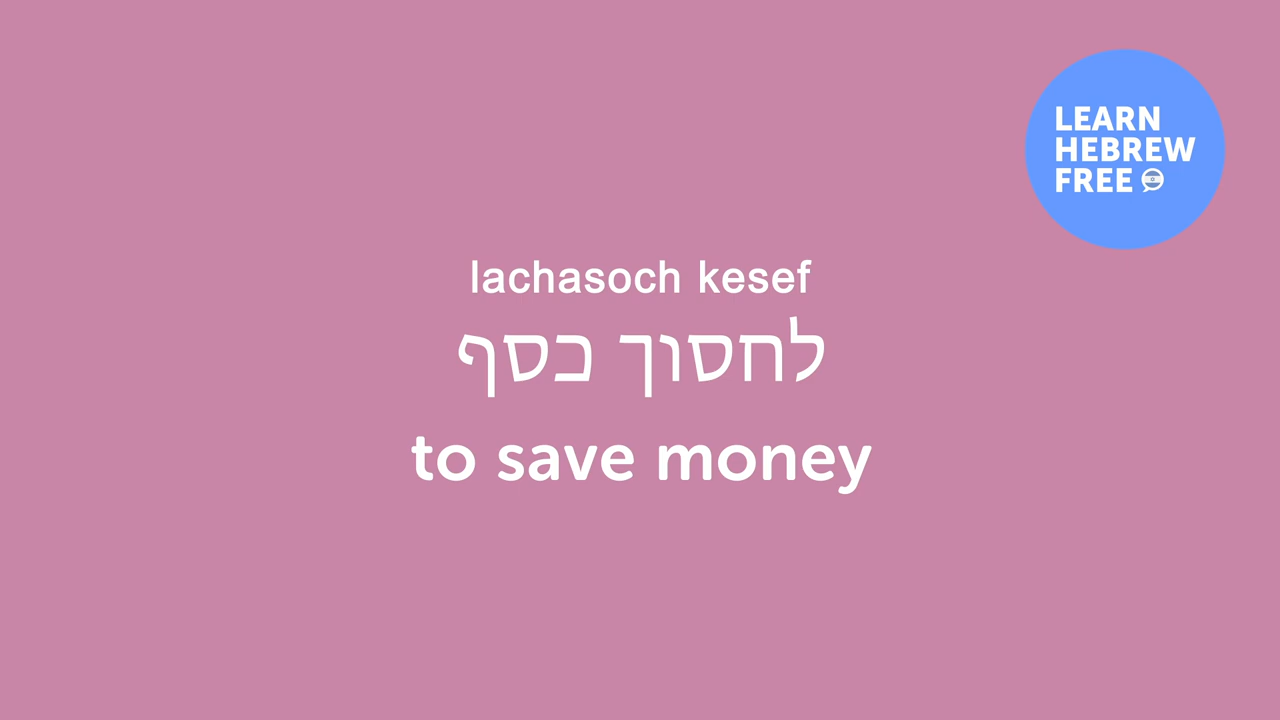 LEARN
HEBREW
FREE
lachasoch kesef
לחסוך כסף
to save money